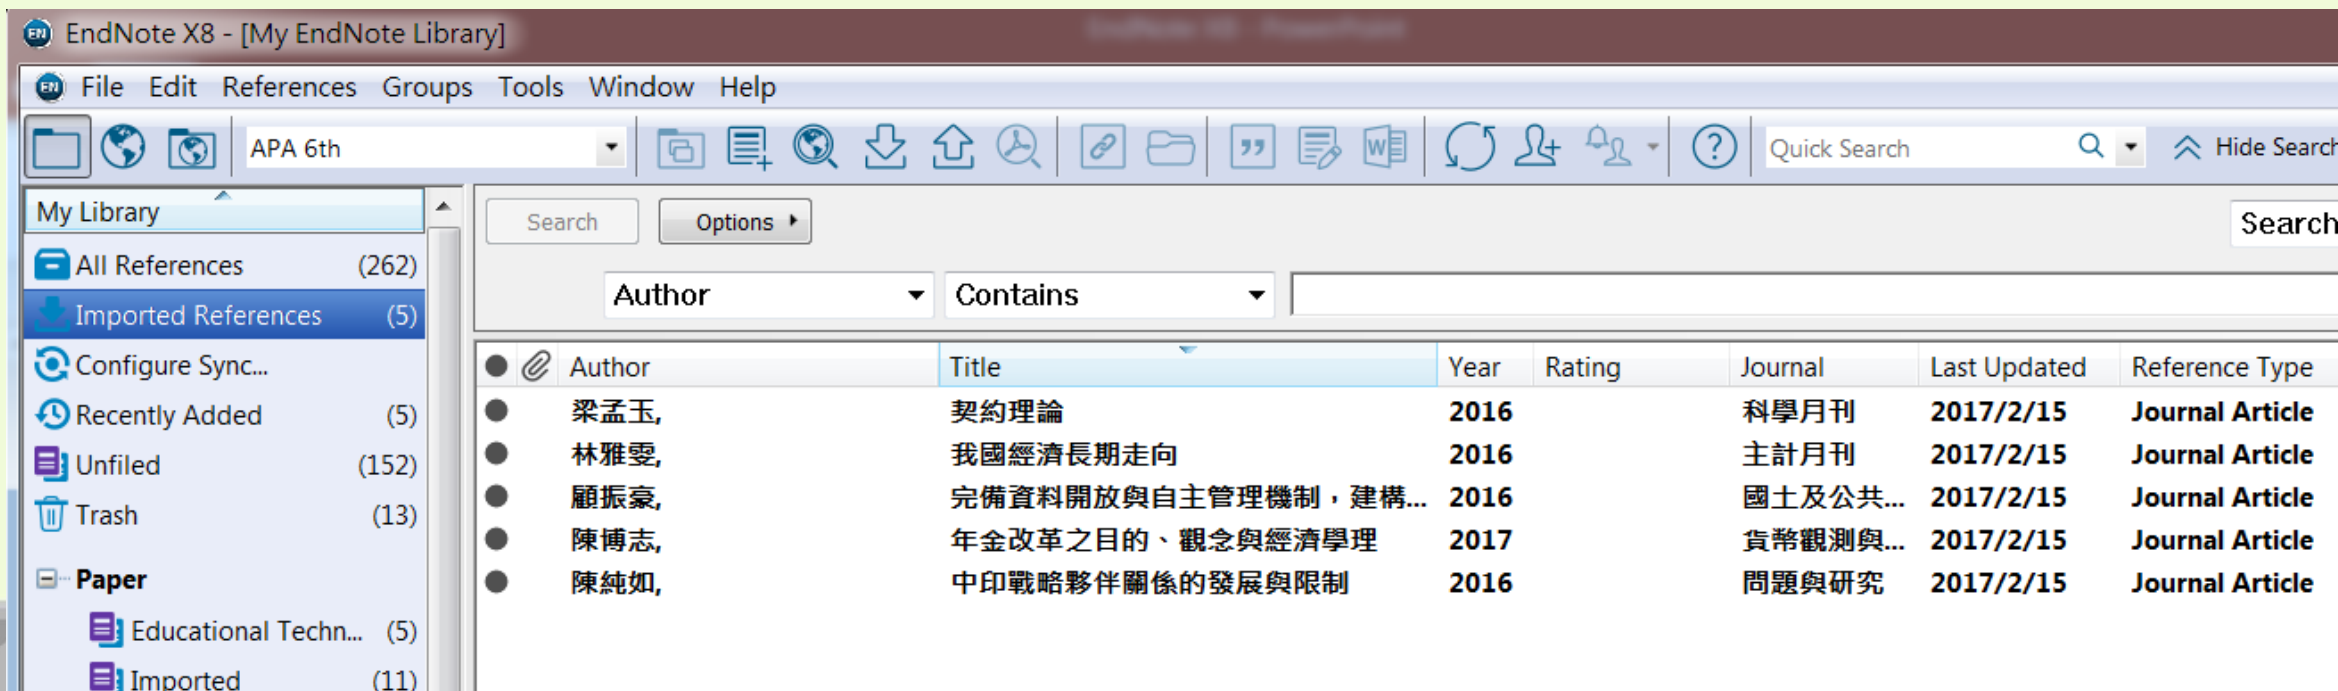 EndNote X8 - [My EndNote Library]
File Edit References Groups Tools Window Help
APA 6th Quick Search Hide Search
My Library
All References (262)
Imported References (5)
Configure Sync...
Recently Added (5)
Unfiled (152)
Trash (13)
Paper
Educational Techn... (5)
Imported (11)
Search Options Search
Author Contains
Author Title Year Rating Journal Last Updated Reference Type
梁孟玉, 契約理論 2016 科學月刊 2017/2/15 Journal Article
林雅雯, 我國經濟長期走向 2016 主計月刊 2017/2/15 Journal Article
顧振豪, 完備資料開放與自主管理機制，建構... 2016 國土及公共... 2017/2/15 Journal Article
陳博志, 年金改革之目的、觀念與經濟學理 2017 貨幣觀測與... 2017/2/15 Journal Article
陳純如, 中印戰略夥伴關係的發展與限制 2016 問題與研究 2017/2/15 Journal Article